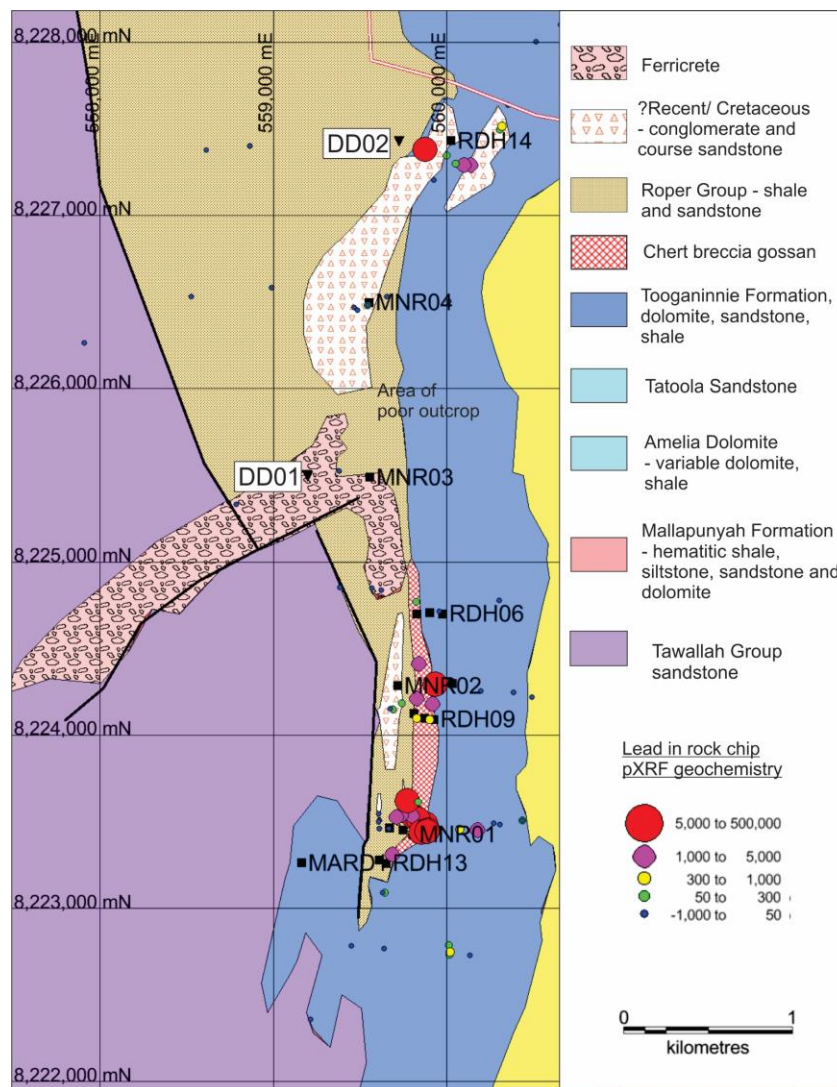 8,228,000 mN
558,000 mE
559,000 mE
560,000 mE
DD02
RDH14
8,227,000 mN
MNR04
8,226,000 mN
Area of
poor outcrop
DD01
MNR03
8,225,000 mN
RDH06
MNR02
RDH09
8,224,000 mN
MNR01
MARD
RDH13
8,223,000 mN
8,222,000 mN
Ferricrete
?Recent/ Cretaceous
- conglomerate and
course sandstone
Roper Group - shale
and sandstone
Chert breccia gossan
Tooganinnie Formation,
dolomite, sandstone,
shale
Tatoola Sandstone
Amelia Dolomite
- variable dolomite,
shale
Mallapunyah Formation
- hematitic shale,
siltstone, sandstone and
dolomite
Tawallah Group
sandstone
Lead in rock chip
pXRF geochemistry
5,000 to 500,000
1,000 to 5,000
300 to 1,000
50 to 300
-1,000 to 50
0 1
kilometres